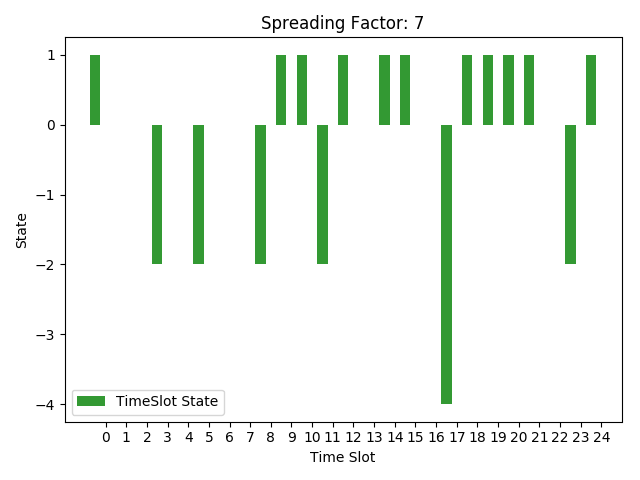 Spreading Factor: 7
1
0
−1
−2
−3
−4
State
TimeSlot State
0 1 2 3 4 5 6 7 8 9 10 11 12 13 14 15 16 17 18 19 20 21 22 23 24
Time Slot